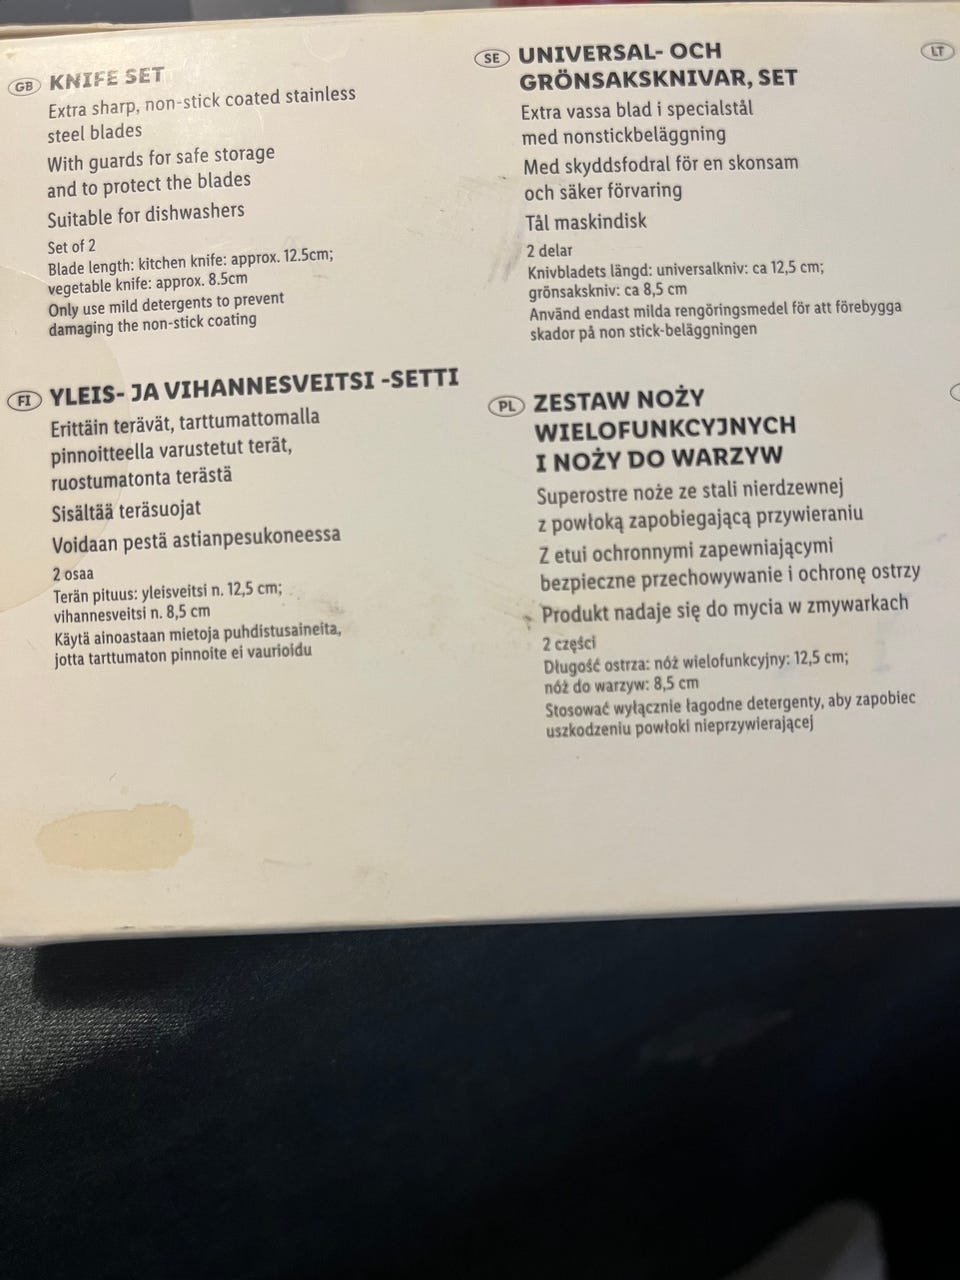 GB KNIFE SET
Extra sharp, non-stick coated stainless
steel blades
With guards for safe storage
and to protect the blades
Suitable for dishwashers
Set of 2
Blade length: kitchen knife: approx. 12.5cm;
vegetable knife: approx. 8.5cm
Only use mild detergents to prevent
damaging the non-stick coating
FI YLEIS- JA VIHANNESVEITSI -SETTI
Erittäin terävät, tarttumattomalla
pinnoitteella varustetut terät,
ruostumatonta terästä
Sisältää teräsuojat
Voidaan pestä astianpesukoneessa
2 osaa
Terän pituus: yleisveitsi n. 12,5 cm;
vihannesveitsi n. 8,5 cm
Käytä ainoastaan mietoja puhdistusaineita,
jotta tarttumaton pinnoite ei vaurioidu
SE UNIVERSAL- OCH
GRÖNSAKSKNIVAR, SET
Extra vassa blad i specialstål
med nonstickbeläggning
Med skyddsfodral för en skonsam
och säker förvaring
Tål maskindisk
2 delar
Knivbladets längd: universalkniv: ca 12,5 cm;
grönsakskniv: ca 8,5 cm
Använd endast milda rengöringsmedel för att förebygga
skador på non stick-beläggningen
PL ZESTAW NOŻY
WIELOFUNKCYJNYCH
I NOŻY DO WARZYW
Superostre noże ze stali nierdzewnej
z powłoką zapobiegającą przywieraniu
Z etui ochronnymi zapewniającymi
bezpieczne przechowywanie i ochronę ostrzy
Produkt nadaje się do mycia w zmywarkach
2 części
Długość ostrza: nóż wielofunkcyjny: 12,5 cm;
nóż do warzyw: 8,5 cm
Stosować wyłącznie łagodne detergenty, aby zapobiec
uszkodzeniu powłoki nieprzywierającej
LT